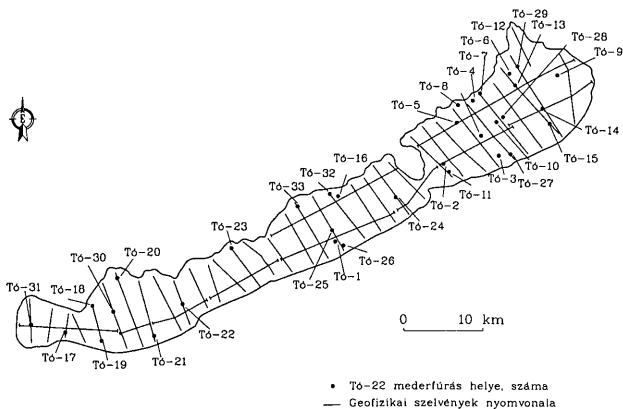 Tó-29
Tó-12
Tó-13
Tó-6
Tó-28
Tó-7
Tó-9
Tó-4
Tó-8
Tó-5
Tó-14
Tó-15
Tó-10
Tó-27
Tó-3
Tó-11
Tó-2
Tó-16
Tó-32
Tó-33
Tó-24
Tó-23
Tó-26
Tó-1
Tó-25
Tó-20
Tó-30
Tó-18
Tó-31
Tó-22
Tó-21
Tó-19
Tó-17
É
0 10 km
Tó-22 mederfúrás helye, száma
Geofizikai szelvények nyomvonala